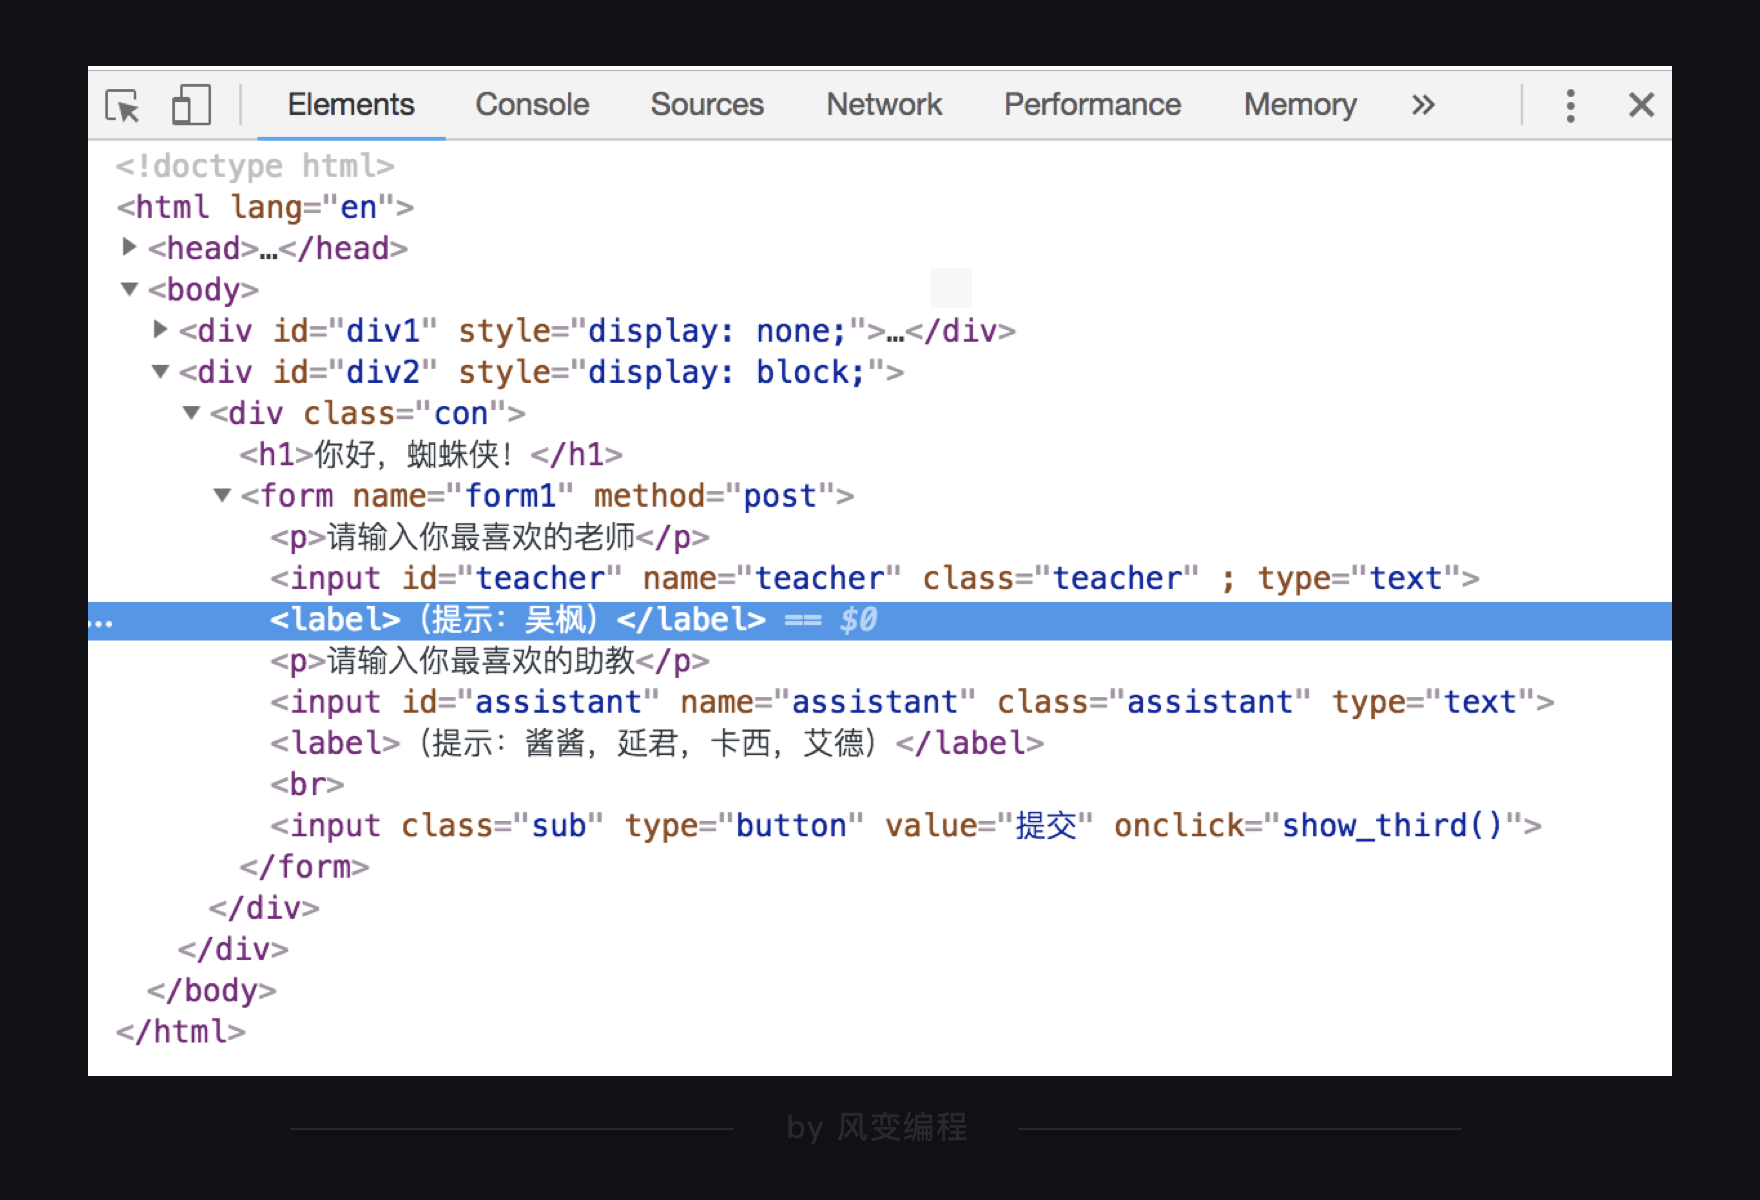 Elements Console Sources Network Performance Memory »
<!doctype html>
<html lang="en">
<head>…</head>
<body>
<div id="div1" style="display: none;">…</div>
<div id="div2" style="display: block;">
<div class="con">
<h1>你好，蜘蛛侠！</h1>
<form name="form1" method="post">
<p>请输入你最喜欢的老师</p>
<input id="teacher" name="teacher" class="teacher" ; type="text">
… <label>（提示：吴枫）</label> == $0
<p>请输入你最喜欢的助教</p>
<input id="assistant" name="assistant" class="assistant" type="text">
<label>（提示：酱酱，延君，卡西，艾德）</label>
<br>
<input class="sub" type="button" value="提交" onclick="show_third()">
</form>
</div>
</div>
</body>
</html>
by 风变编程